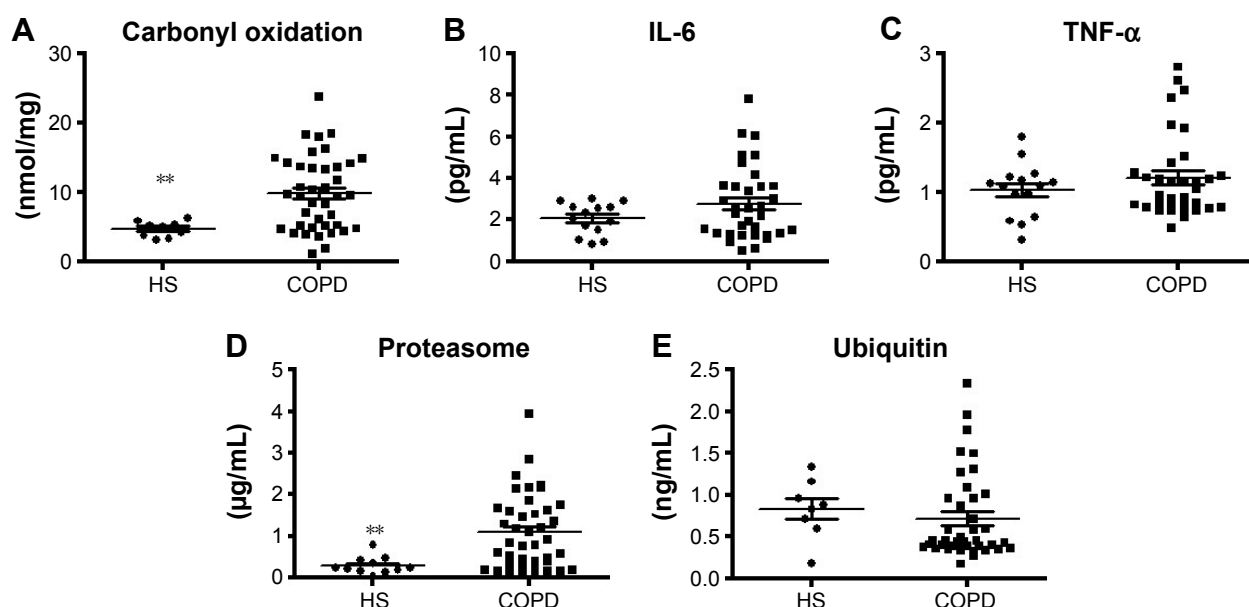 A Carbonyl oxidation
30
20
10
0
(nmol/mg)
**
HS COPD
B IL-6
10
8
6
4
2
0
(pg/mL)
HS COPD
C TNF-α
3
2
1
0
(pg/mL)
HS COPD
D Proteasome
5
4
3
2
1
0
(µg/mL)
**
HS COPD
E Ubiquitin
2.5
2.0
1.5
1.0
0.5
0.0
(ng/mL)
HS COPD